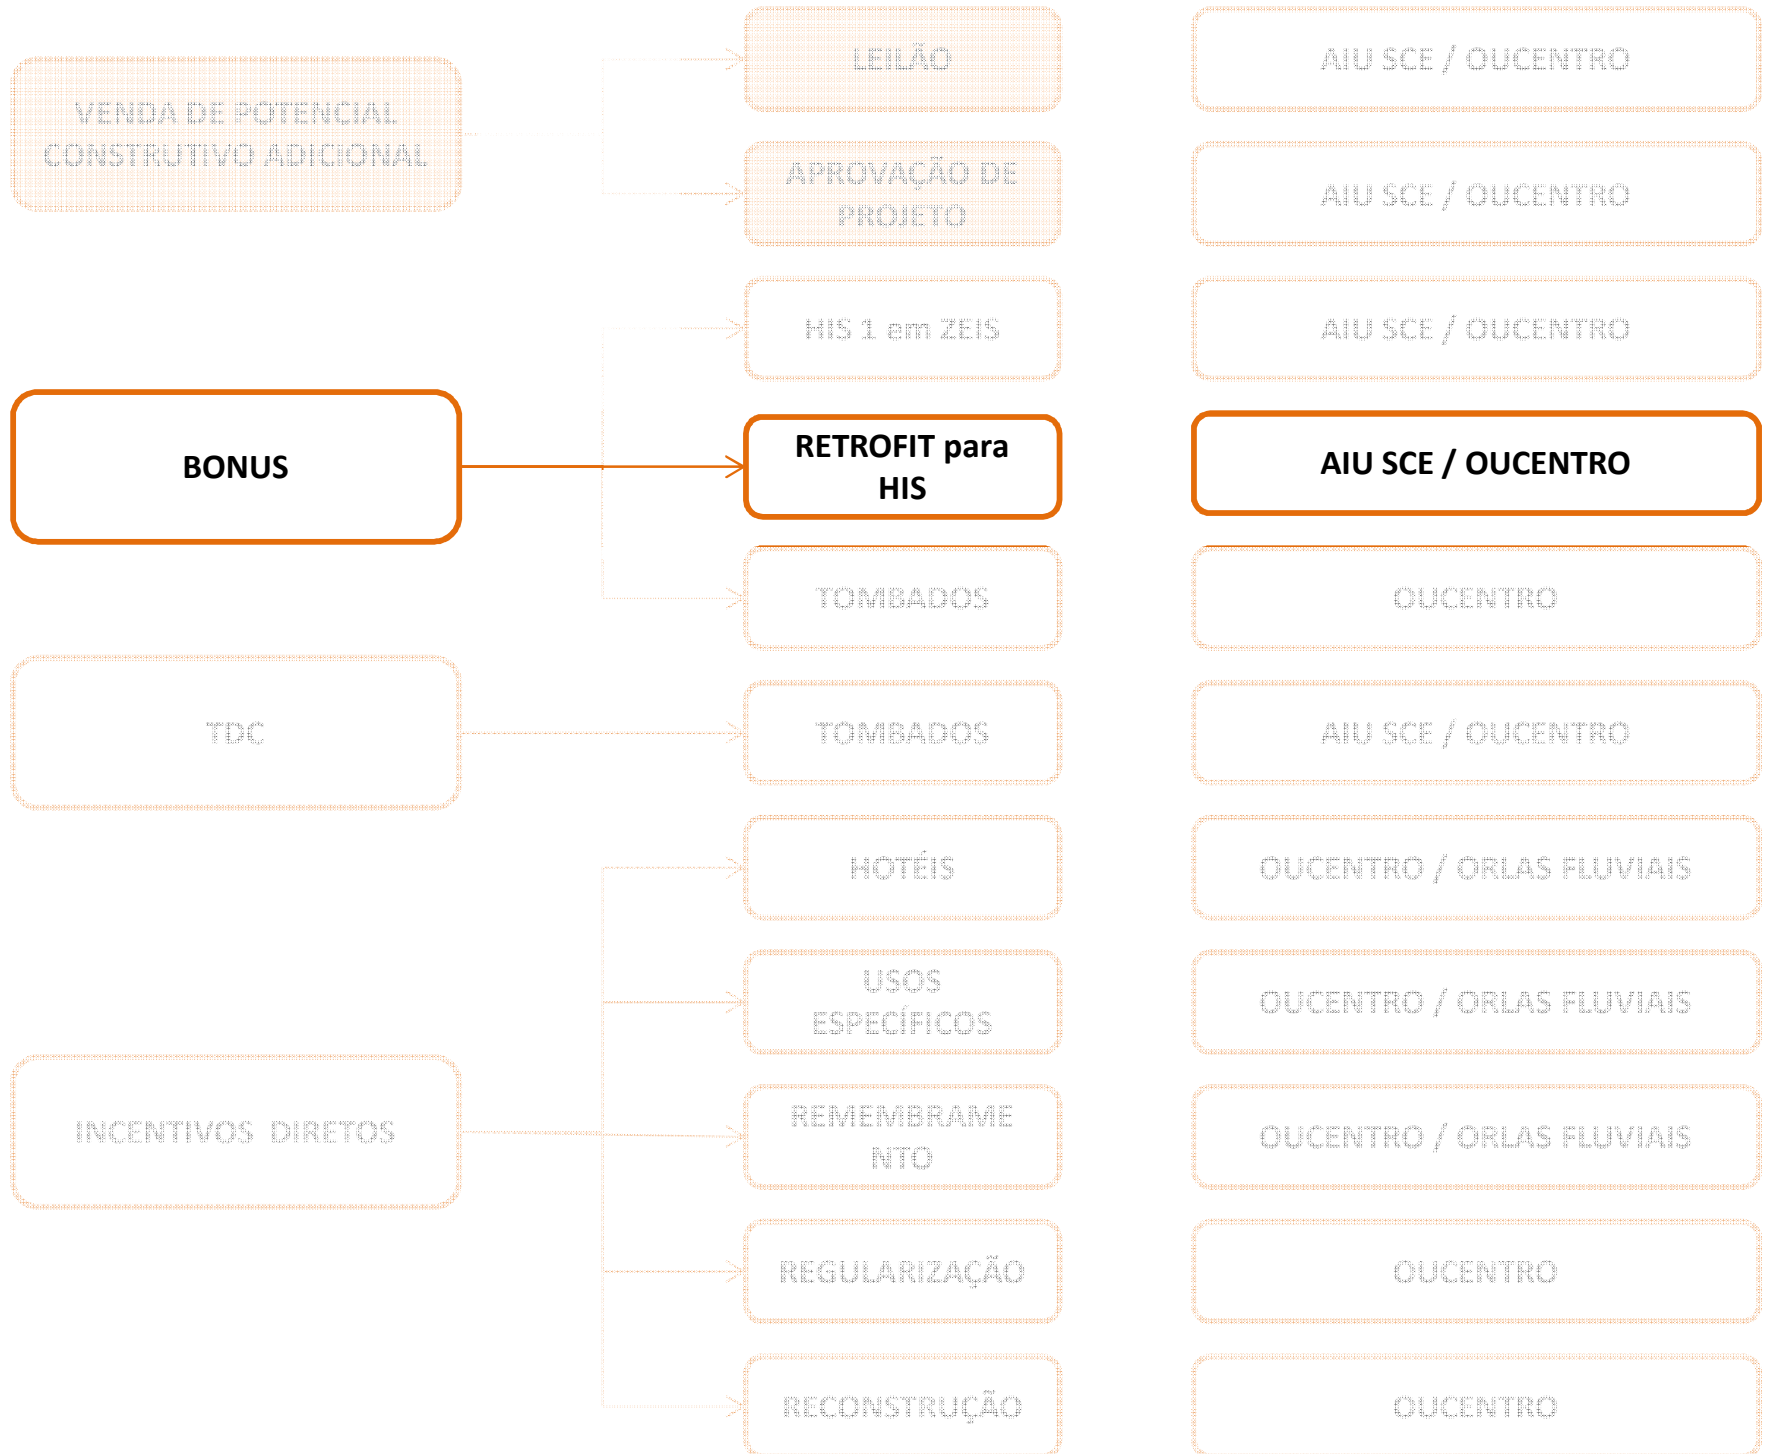 LEILÃO
AIU SCE / OUCENTRO
VENDA DE POTENCIAL
CONSTRUTIVO ADICIONAL
APROVAÇÃO DE
PROJETO
AIU SCE / OUCENTRO
HIS 1 em ZEIS
AIU SCE / OUCENTRO
BONUS
RETROFIT para
HIS
AIU SCE / OUCENTRO
TOMBADOS
OUCENTRO
TDC
TOMBADOS
AIU SCE / OUCENTRO
HOTÉIS
OUCENTRO / ORLAS FLUVIAIS
USOS
ESPECÍFICOS
OUCENTRO / ORLAS FLUVIAIS
INCENTIVOS DIRETOS
REMEMBRAME
NTO
OUCENTRO / ORLAS FLUVIAIS
REGULARIZAÇÃO
OUCENTRO
RECONSTRUÇÃO
OUCENTRO